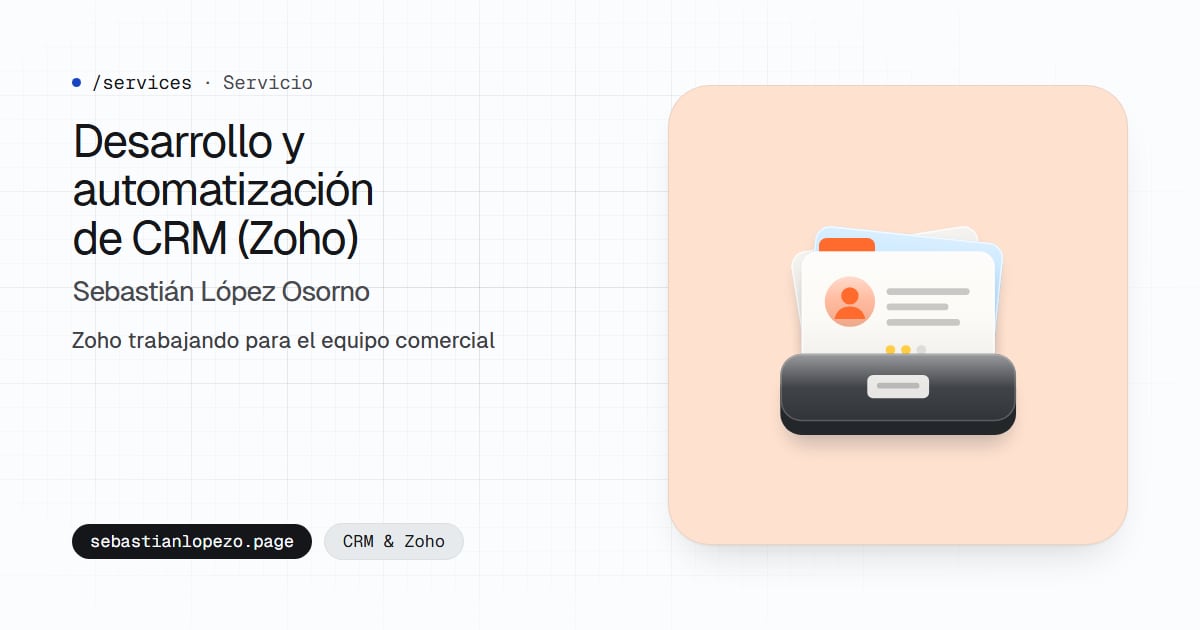 /services · Servicio
Desarrollo y
automatización
de CRM (Zoho)
Sebastián López Osorno
Zoho trabajando para el equipo comercial
sebastianlopezo.page
CRM & Zoho